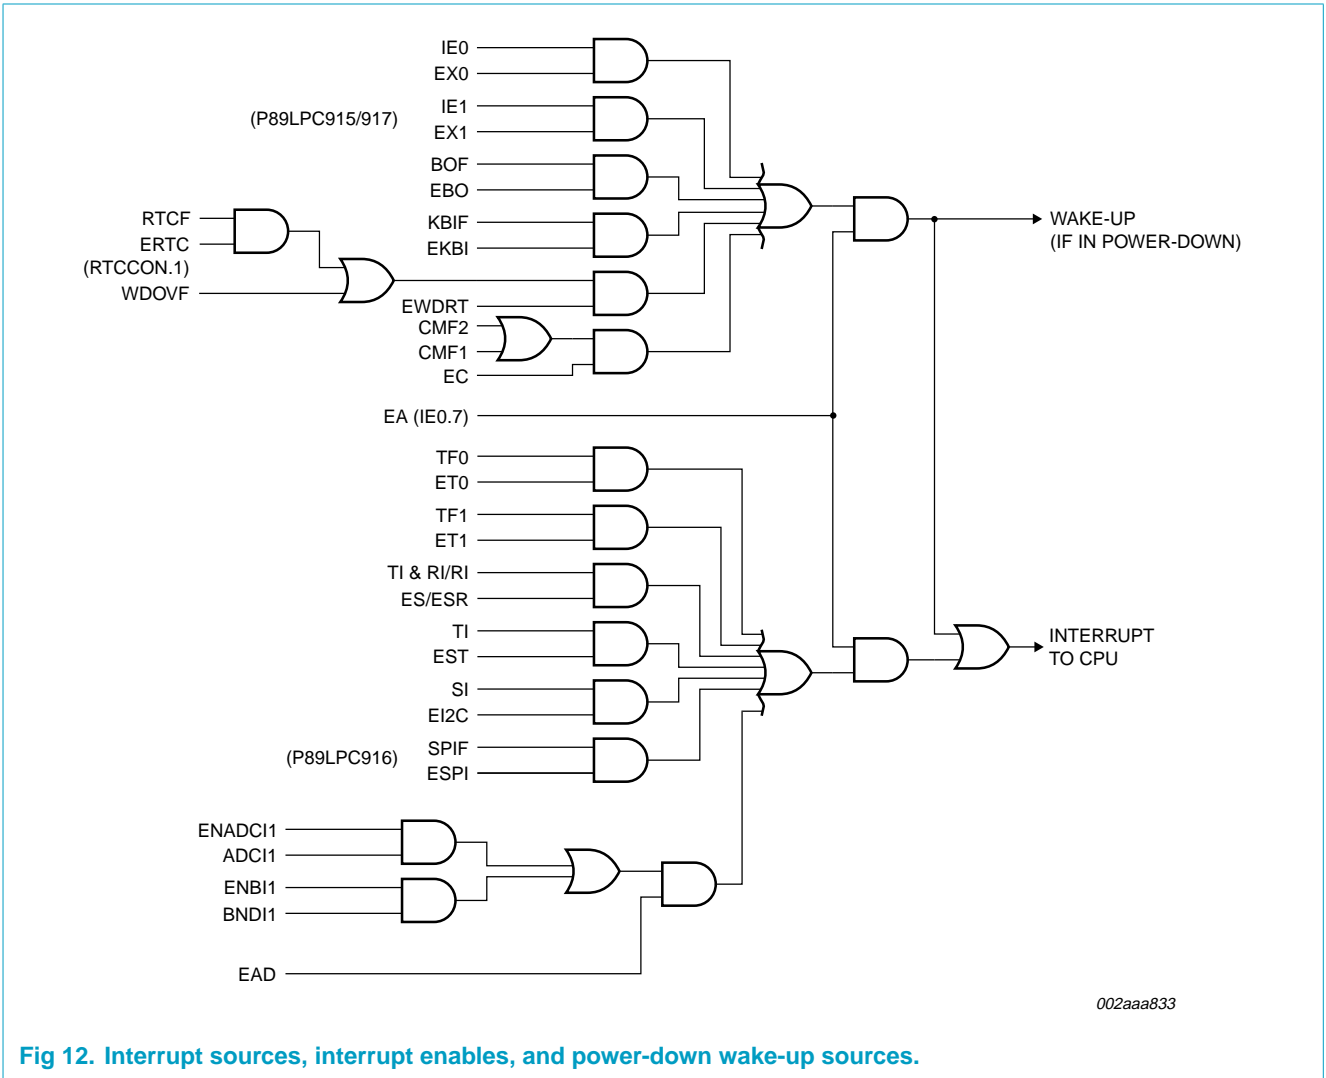 IE0
EX0
IE1
(P89LPC915/917)
EX1
BOF
EBO
RTCF
KBIF
ERTC
EKBI
(RTCCON.1)
WDOVF
EWDRT
CMF2
CMF1
EC
WAKE-UP
(IF IN POWER-DOWN)
EA (IE0.7)
TF0
ET0
TF1
ET1
TI & RI/RI
ES/ESR
TI
EST
INTERRUPT
TO CPU
SI
EI2C
SPIF
(P89LPC916)
ESPI
ENADCI1
ADCI1
ENBI1
BNDI1
EAD
002aaa833
Fig 12. Interrupt sources, interrupt enables, and power-down wake-up sources.